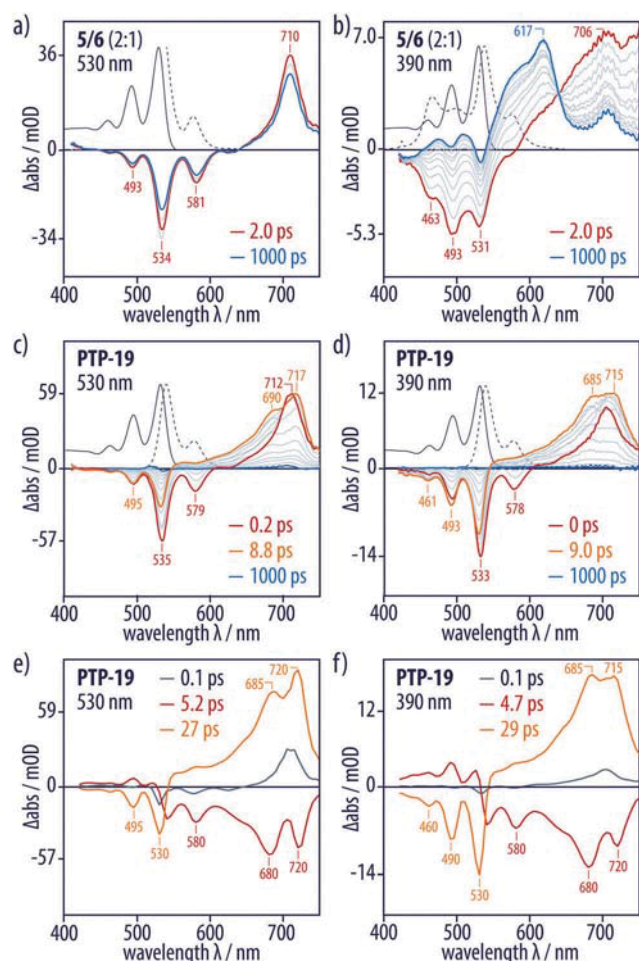 a)
5/6 (2:1)
530 nm
710
36
0
-34
Δabs / mOD
493
581
534
2.0 ps
1000 ps
400 500 600 700
wavelength λ / nm
b)
5/6 (2:1)
390 nm
617
706
7.0
0
-5.3
Δabs / mOD
463
493
531
2.0 ps
1000 ps
400 500 600 700
wavelength λ / nm
c)
PTP-19
530 nm
712 717
690
59
0
-57
Δabs / mOD
495
579
535
0.2 ps
8.8 ps
1000 ps
400 500 600 700
wavelength λ / nm
d)
PTP-19
390 nm
685 715
12
0
-14
Δabs / mOD
461
493
578
533
0 ps
9.0 ps
1000 ps
400 500 600 700
wavelength λ / nm
e)
PTP-19
530 nm
0.1 ps
5.2 ps
27 ps
720
685
59
0
-57
Δabs / mOD
495
530
580
680 720
400 500 600 700
wavelength λ / nm
f)
PTP-19
390 nm
0.1 ps
4.7 ps
29 ps
685 715
12
0
-14
Δabs / mOD
460
490
580
530
680
720
400 500 600 700
wavelength λ / nm